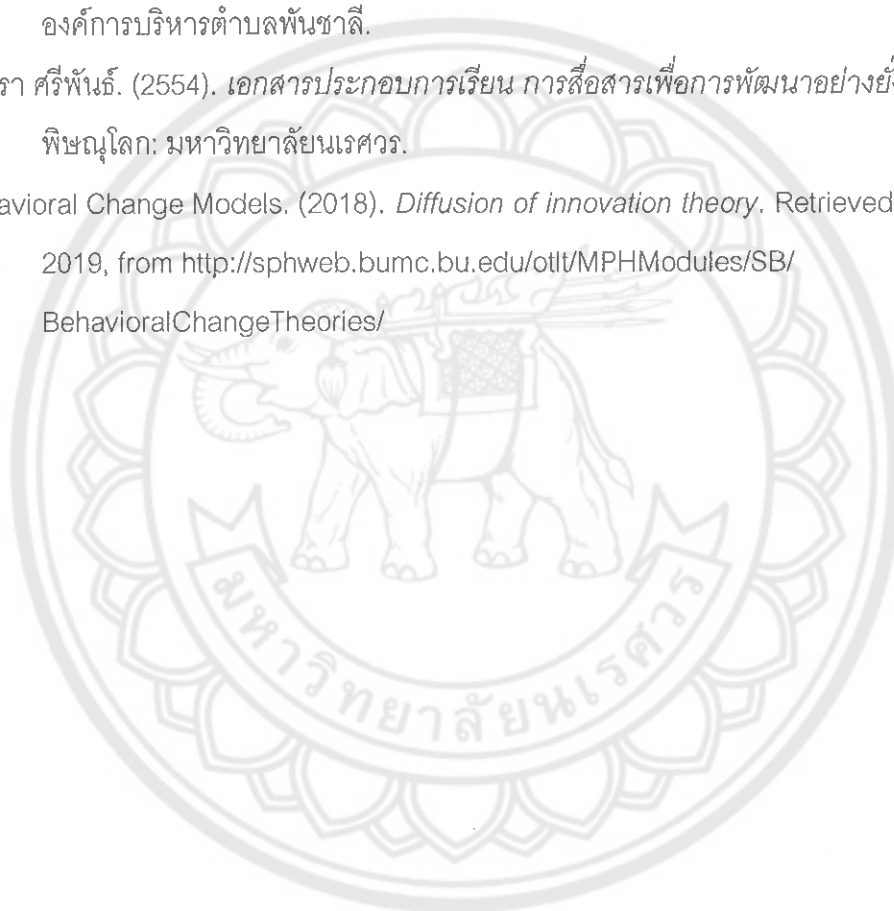 องค์การบริหารตำบลพันชาลี.
รา ศรีพันธ์. (2554). เอกสารประกอบการเรียน การสื่อสารเพื่อการพัฒนาอย่างยั่
พิษณุโลก: มหาวิทยาลัยนเรศวร.
avioral Change Models. (2018). Diffusion of innovation theory. Retrieved
2019, from http://sphweb.bumc.bu.edu/otlt/MPHModules/SB/
BehavioralChangeTheories/
มหาวิทยาลัยนเรศวร